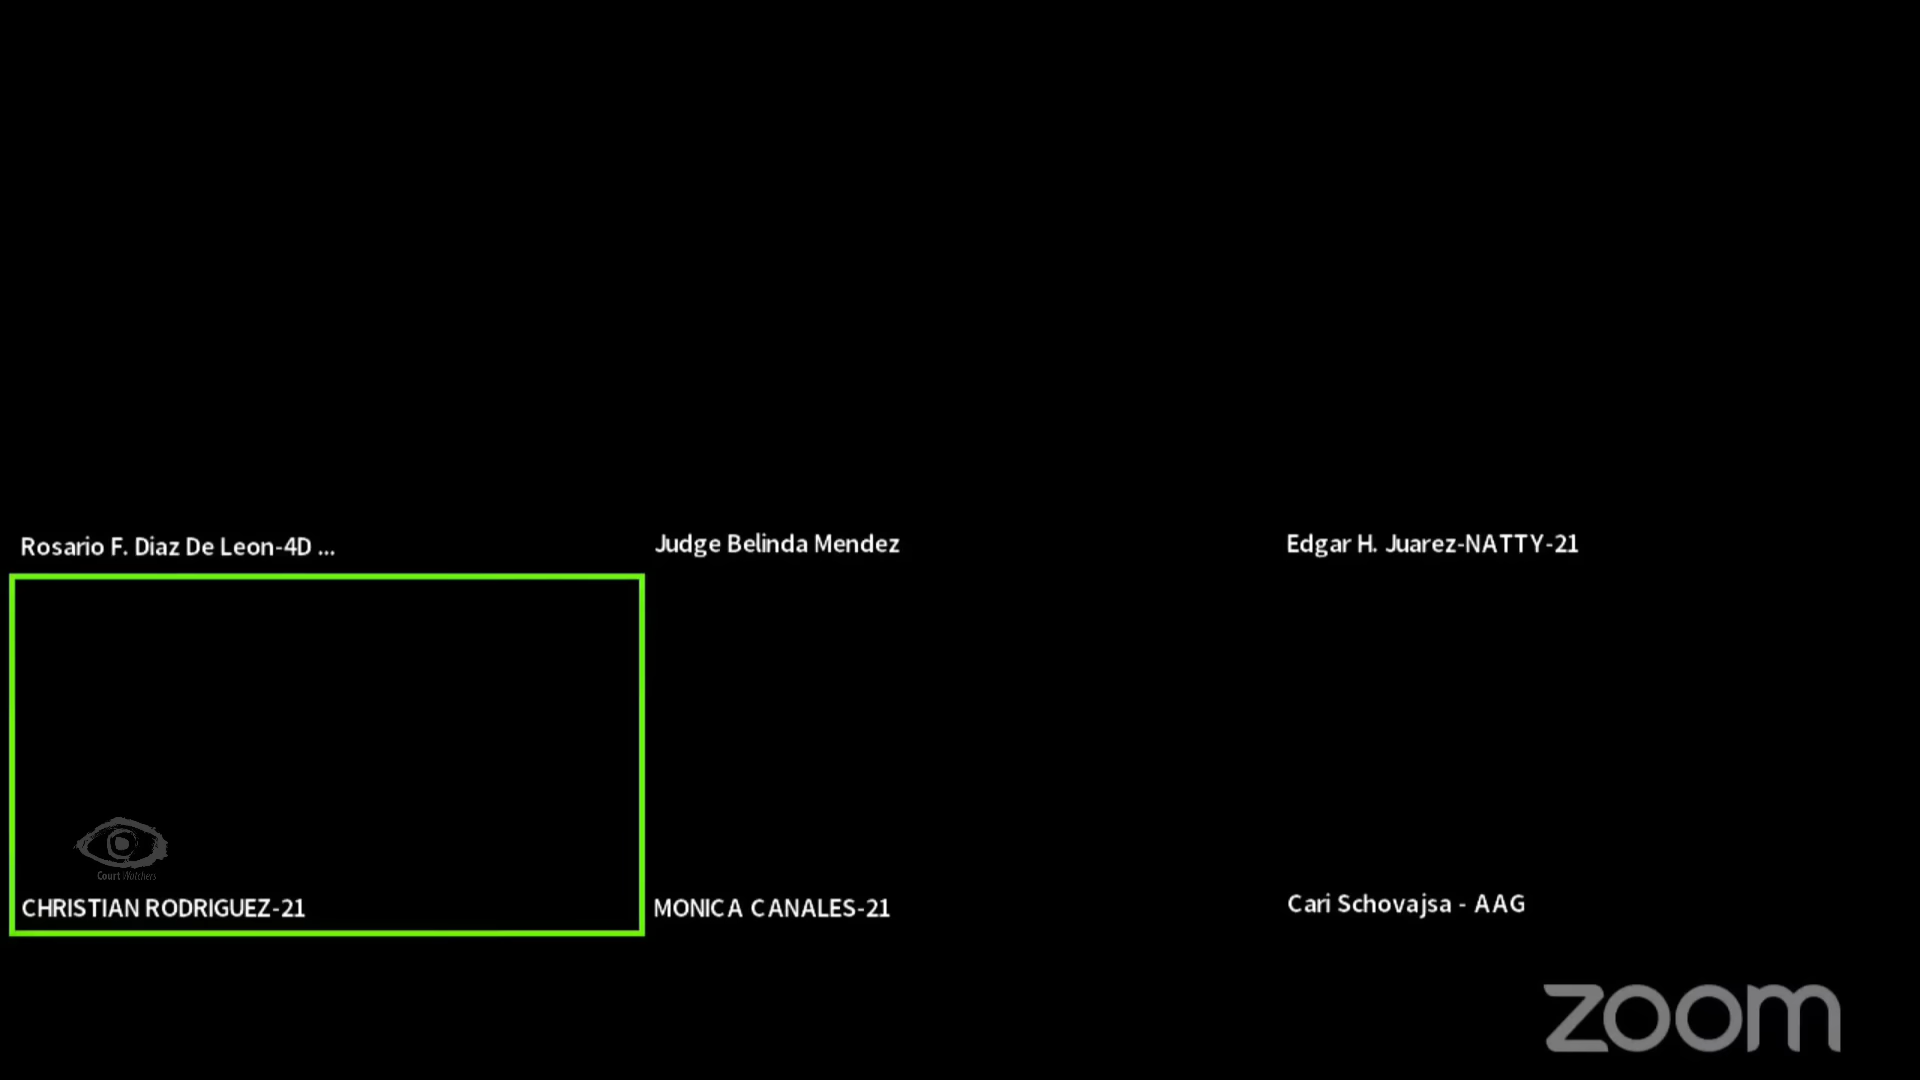 Rosario F. Diaz De Leon-4D ...
Judge Belinda Mendez
Edgar H. Juarez-NATTY-21
Court Watchers
CHRISTIAN RODRIGUEZ-21
MONICA CANALES-21
Cari Schovajsa - AAG
zoom